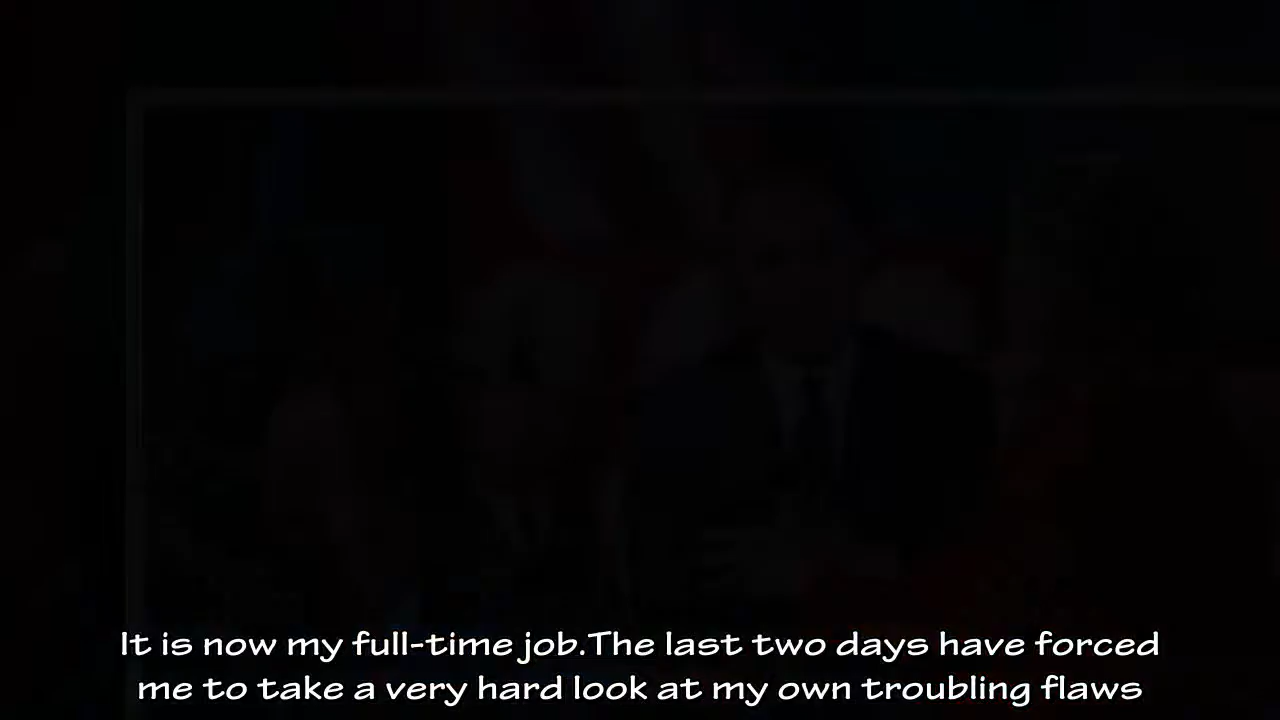 It is now my full-time job.The last two days have forced
me to take a very hard look at my own troubling flaws